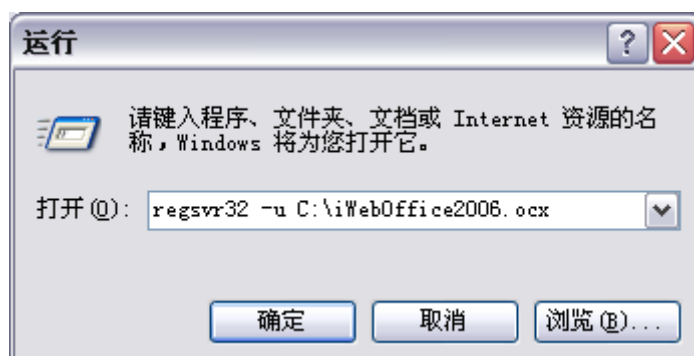 运行
请键入程序、文件夹、文档或 Internet 资源的名
称，Windows 将为您打开它。
打开(O): regsvr32 -u C:\iWebOffice2006.ocx
确定 取消 浏览(B)...